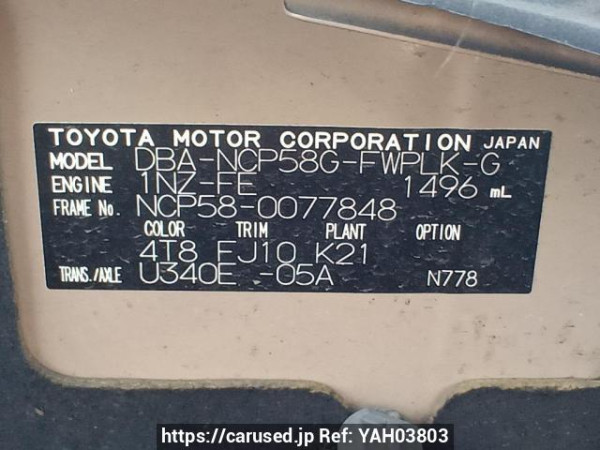 TOYOTA MOTOR CORPORATION JAPAN
MODEL DBA-NCP58G-FWPLK-G
ENGINE 1NZ-FE 1496 mL
FRAME No. NCP58-0077848
COLOR TRIM PLANT OPTION
4T8 FJ10 K21
TRANS./AXLE U340E -05A N778
https://carused.jp Ref: YAH03803